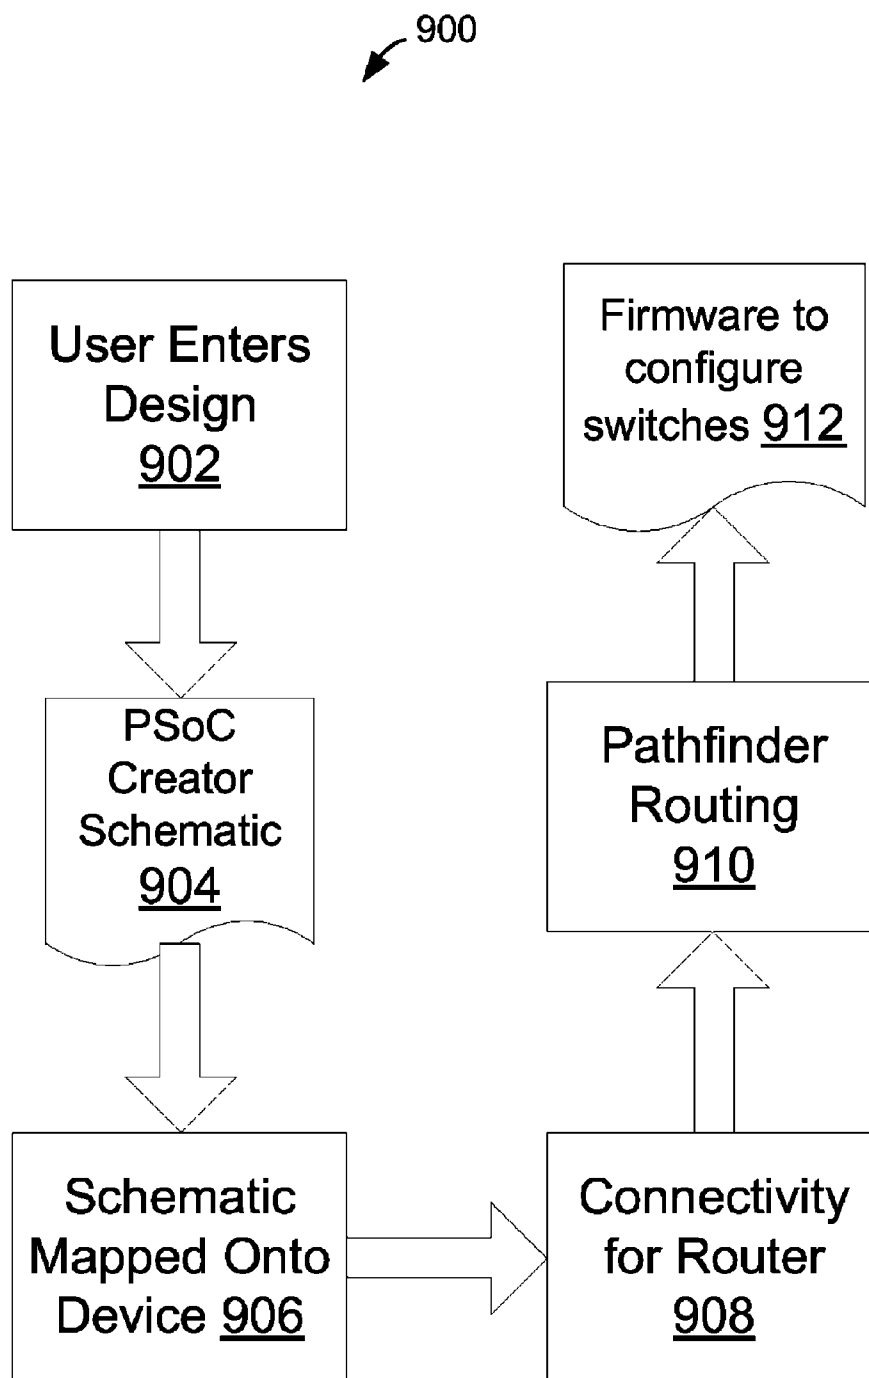 900
User Enters
Design
902
PSoC
Creator
Schematic
904
Schematic
Mapped Onto
Device 906
Connectivity
for Router
908
Pathfinder
Routing
910
Firmware to
configure
switches 912